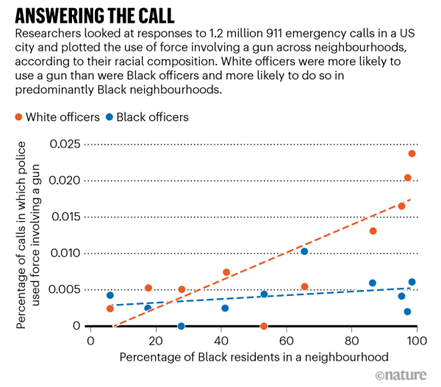 ANSWERING THE CALL
Researchers looked at responses to 1.2 million 911 emergency calls in a US
city and plotted the use of force involving a gun across neighbourhoods,
according to their racial composition. White officers were more likely to
use a gun than were Black officers and more likely to do so in
predominantly Black neighbourhoods.
White officers Black officers
Percentage of calls in which police
used force involving a gun
0.025
0.020
0.015
0.010
0.005
0
0 20 40 60 80 100
Percentage of Black residents in a neighbourhood
©nature